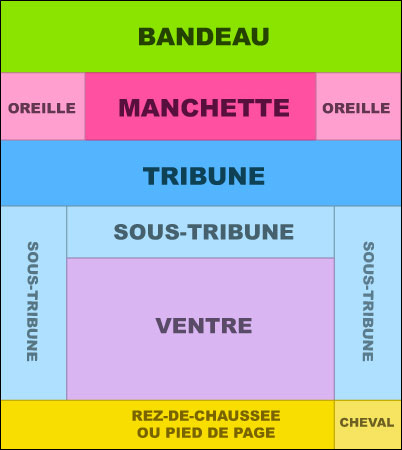 BANDEAU
OREILLE
MANCHETTE
OREILLE
TRIBUNE
SOUS-TRIBUNE
SOUS-TRIBUNE
SOUS-TRIBUNE
VENTRE
REZ-DE-CHAUSSEE
OU PIED DE PAGE
CHEVAL